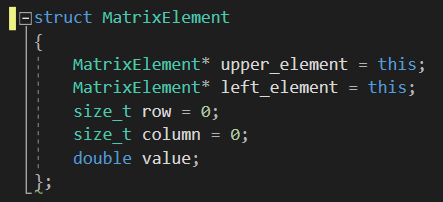 struct MatrixElement
{
MatrixElement* upper_element = this;
MatrixElement* left_element = this;
size_t row = 0;
size_t column = 0;
double value;
};